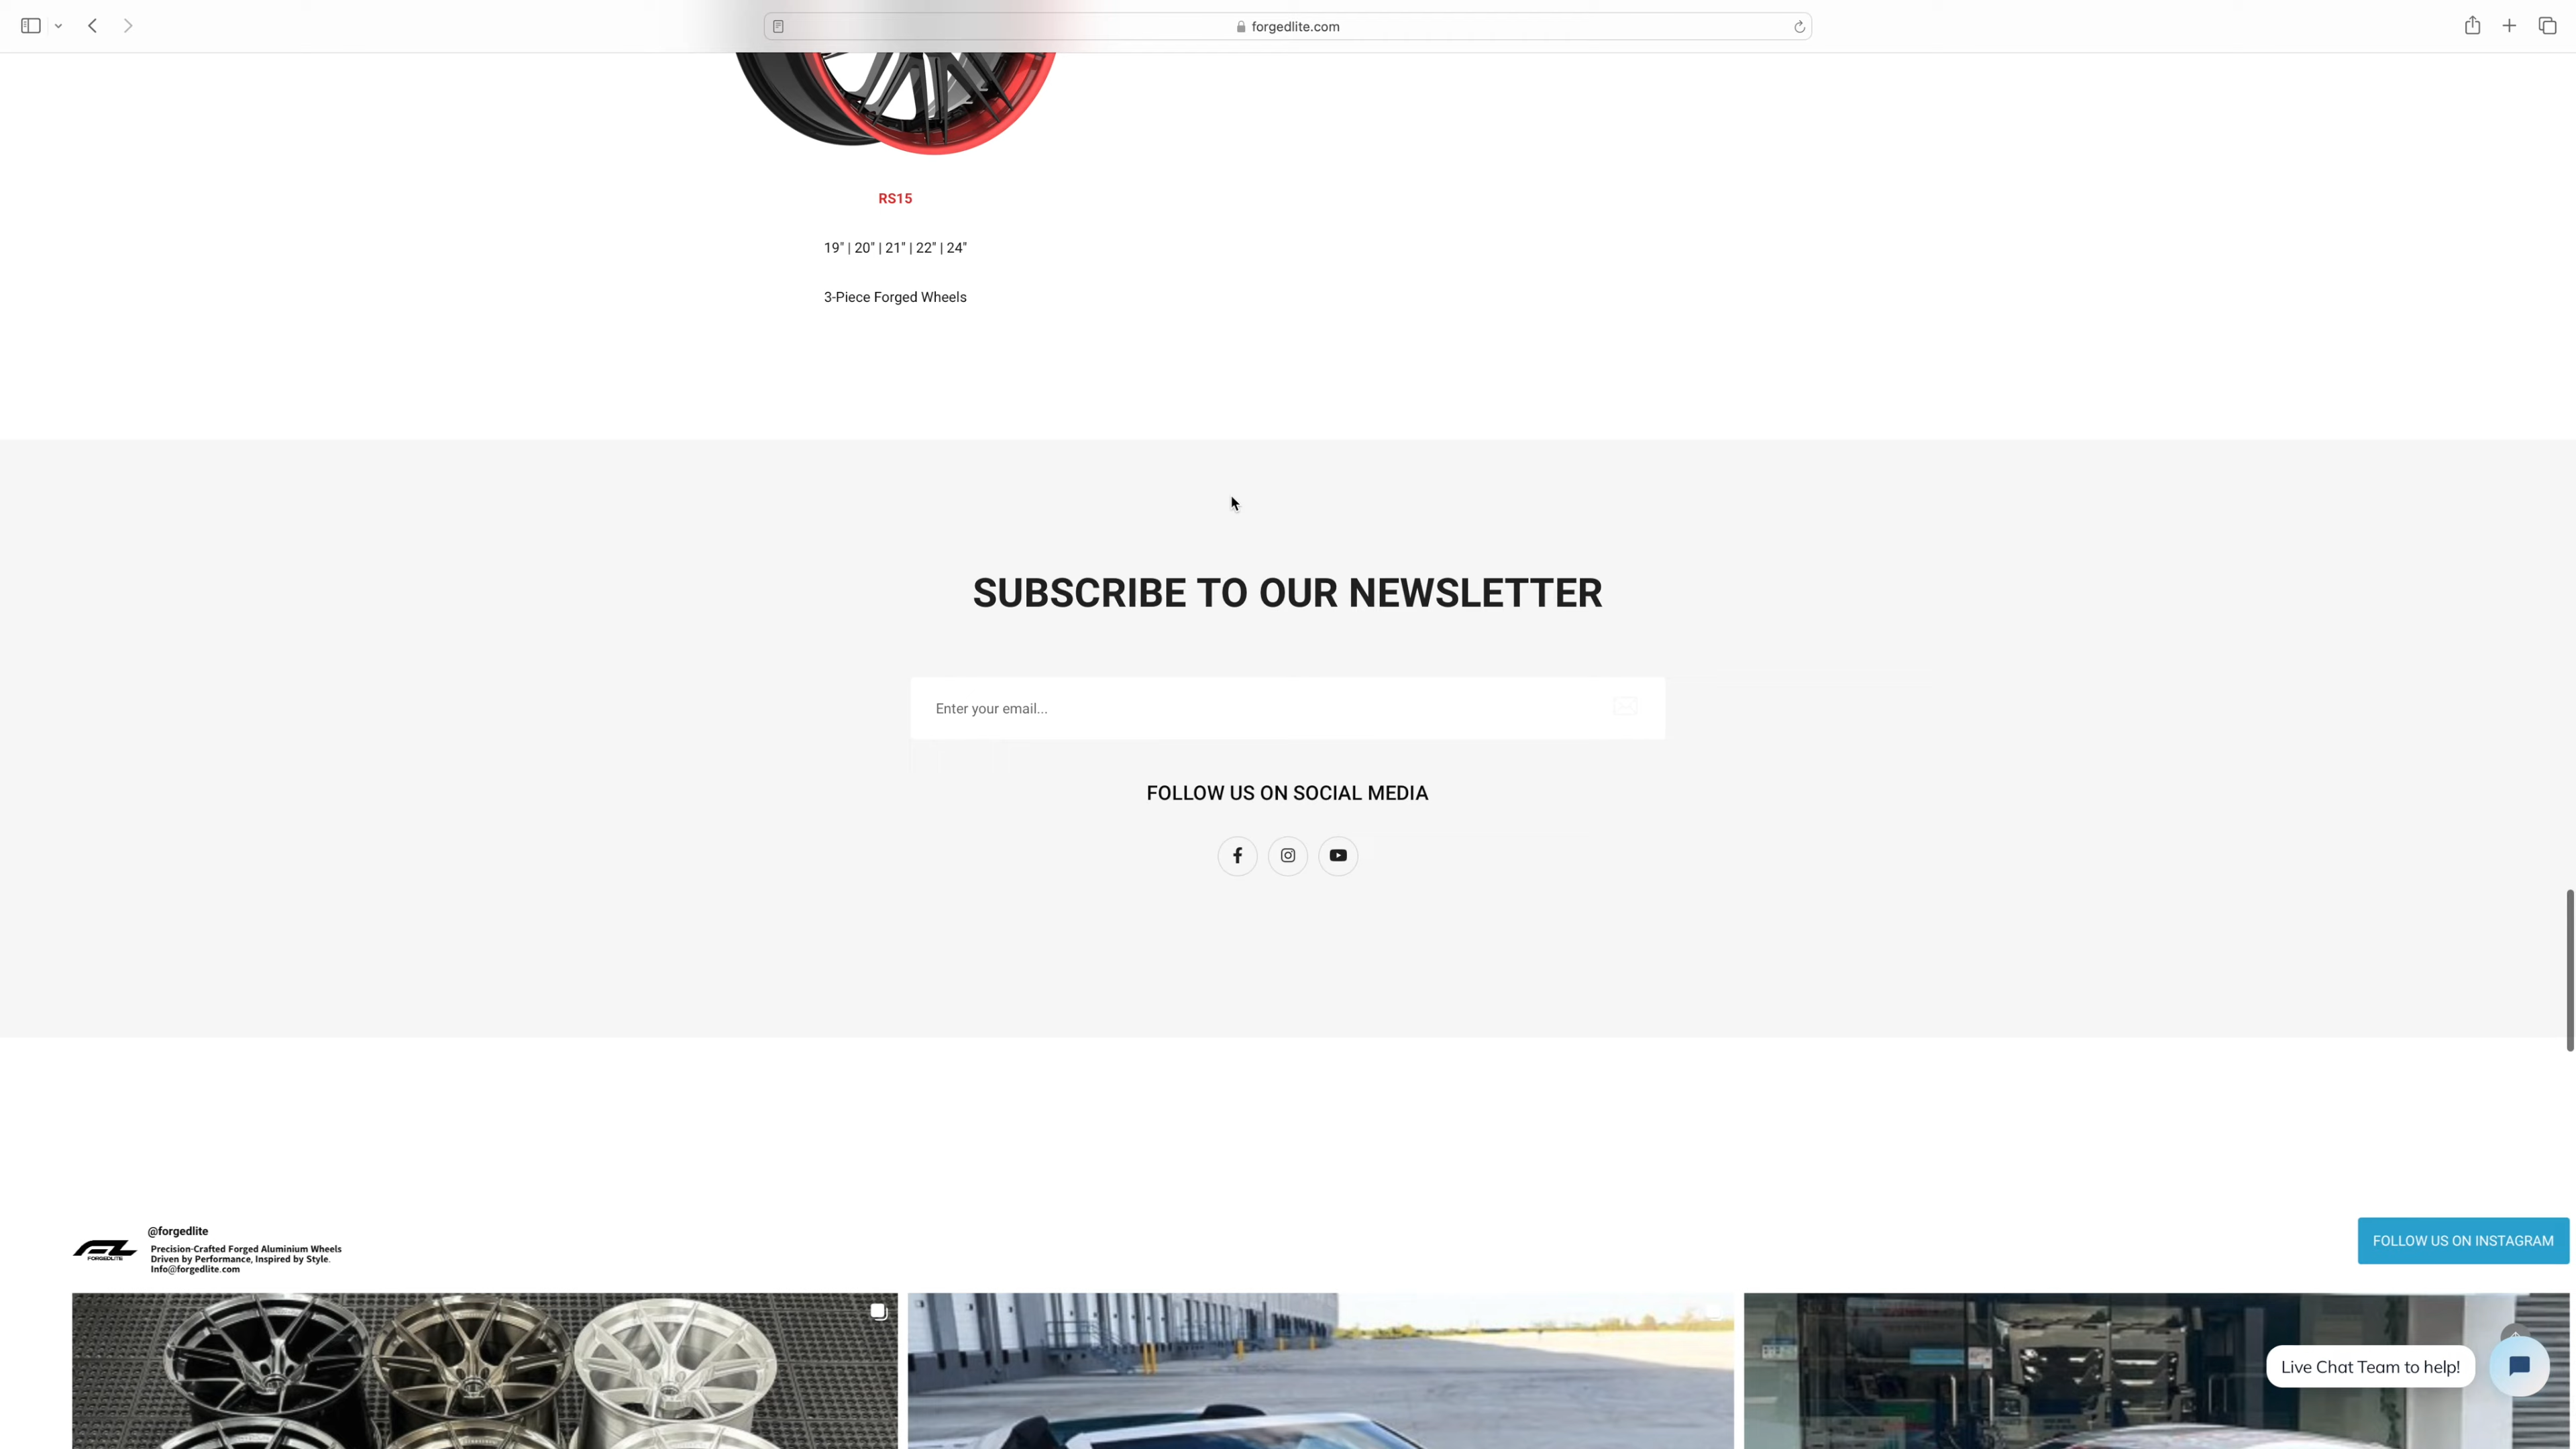 forgedlite.com
RS15
19" | 20" | 21" | 22" | 24"
3-Piece Forged Wheels
SUBSCRIBE TO OUR NEWSLETTER
Enter your email...
FOLLOW US ON SOCIAL MEDIA
@forgedlite
FORGEDLITE
Precision-Crafted Forged Aluminium Wheels
Driven by Performance, Inspired by Style.
Info@forgedlite.com
FOLLOW US ON INSTAGRAM
Live Chat Team to help!